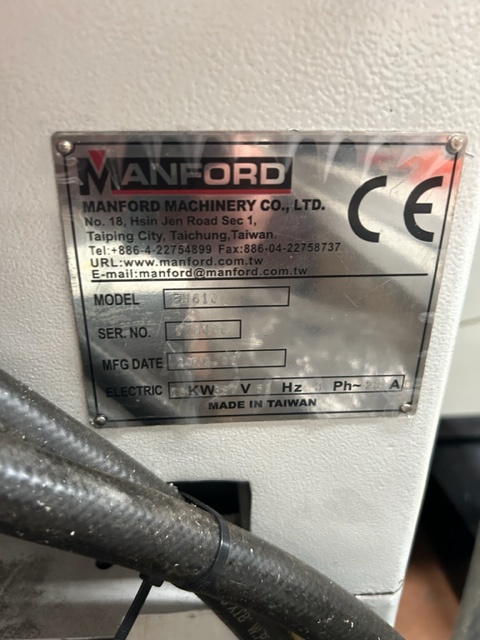 MANFORD
MANFORD MACHINERY CO., LTD.
No. 18, Hsin Jen Road Sec 1,
Taiping City, Taichung,Taiwan.
Tel:+886-4-22754899 Fax:886-04-22758737
URL:www.manford.com.tw
E-mail:manford@manford.com.tw
CE
MODEL
SER. NO.
MFG DATE
ELECTRIC KW V Hz Ph~ A
MADE IN TAIWAN